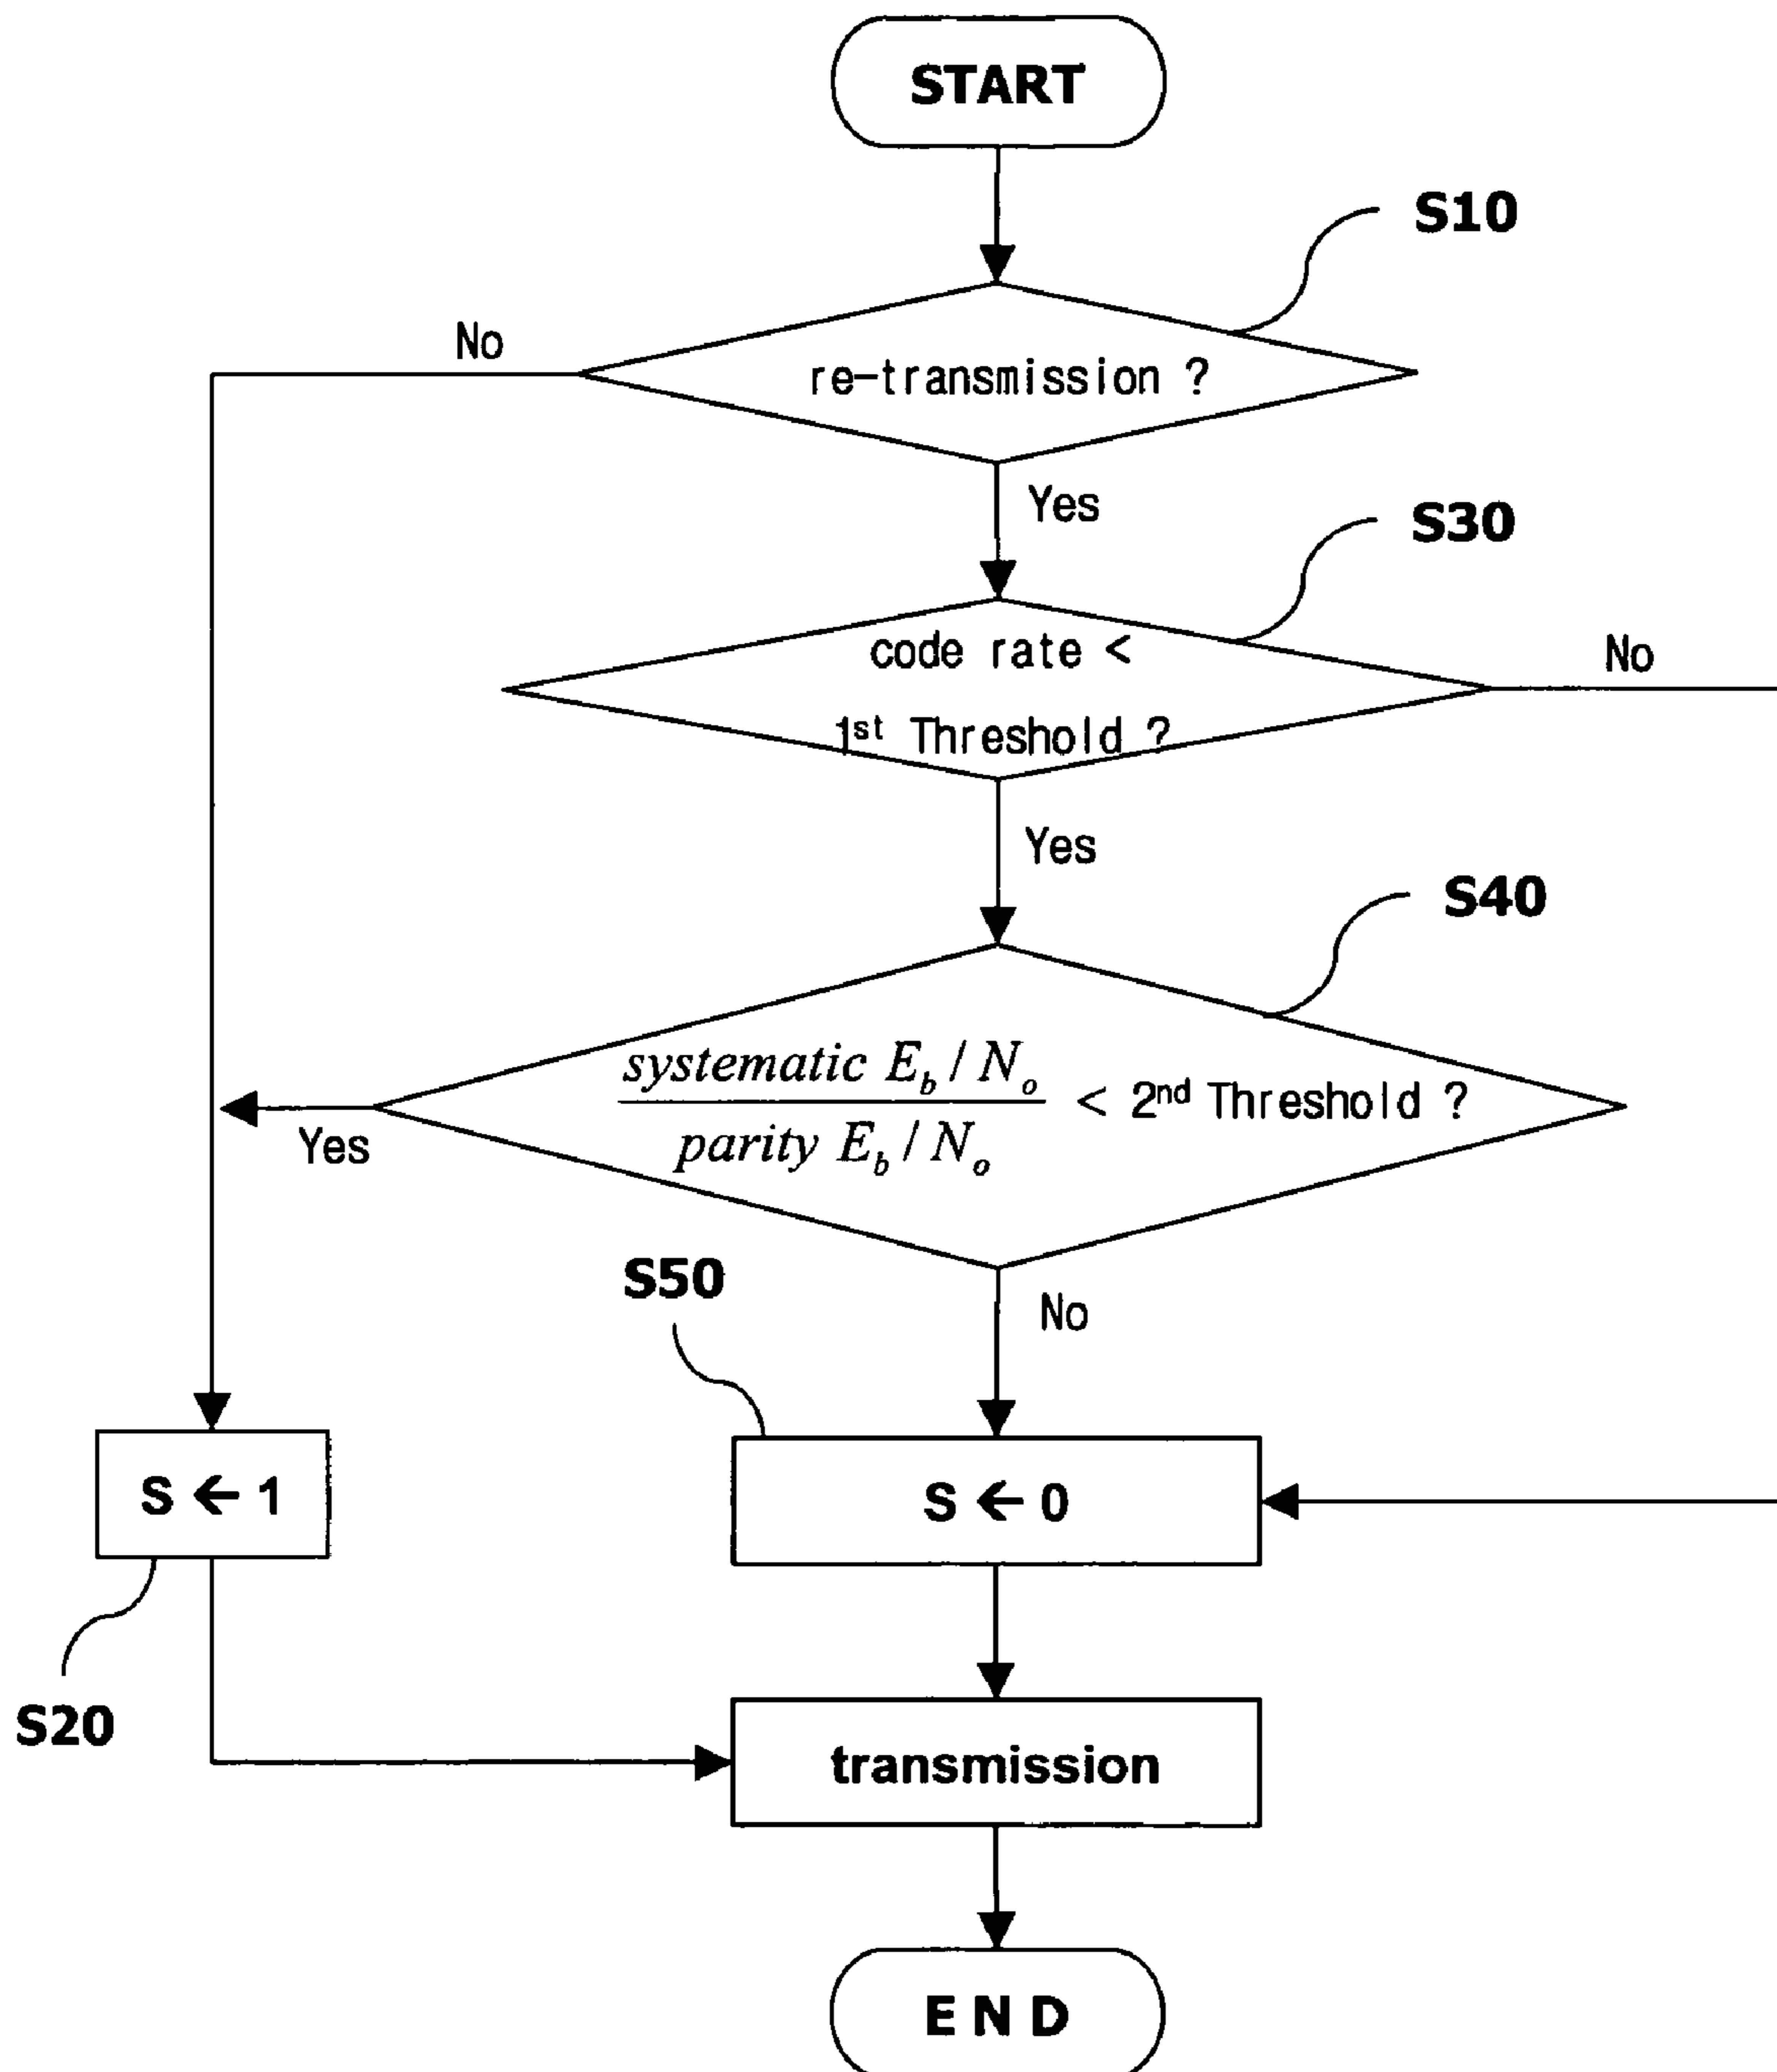 START
S10
No
re-transmission ?
Yes
S30
code rate <
No
1st Threshold ?
Yes
S40
systematic E_b / N_o
parity E_b / N_o
< 2nd Threshold ?
Yes
S50
No
S ← 1
S ← 0
S20
transmission
E N D